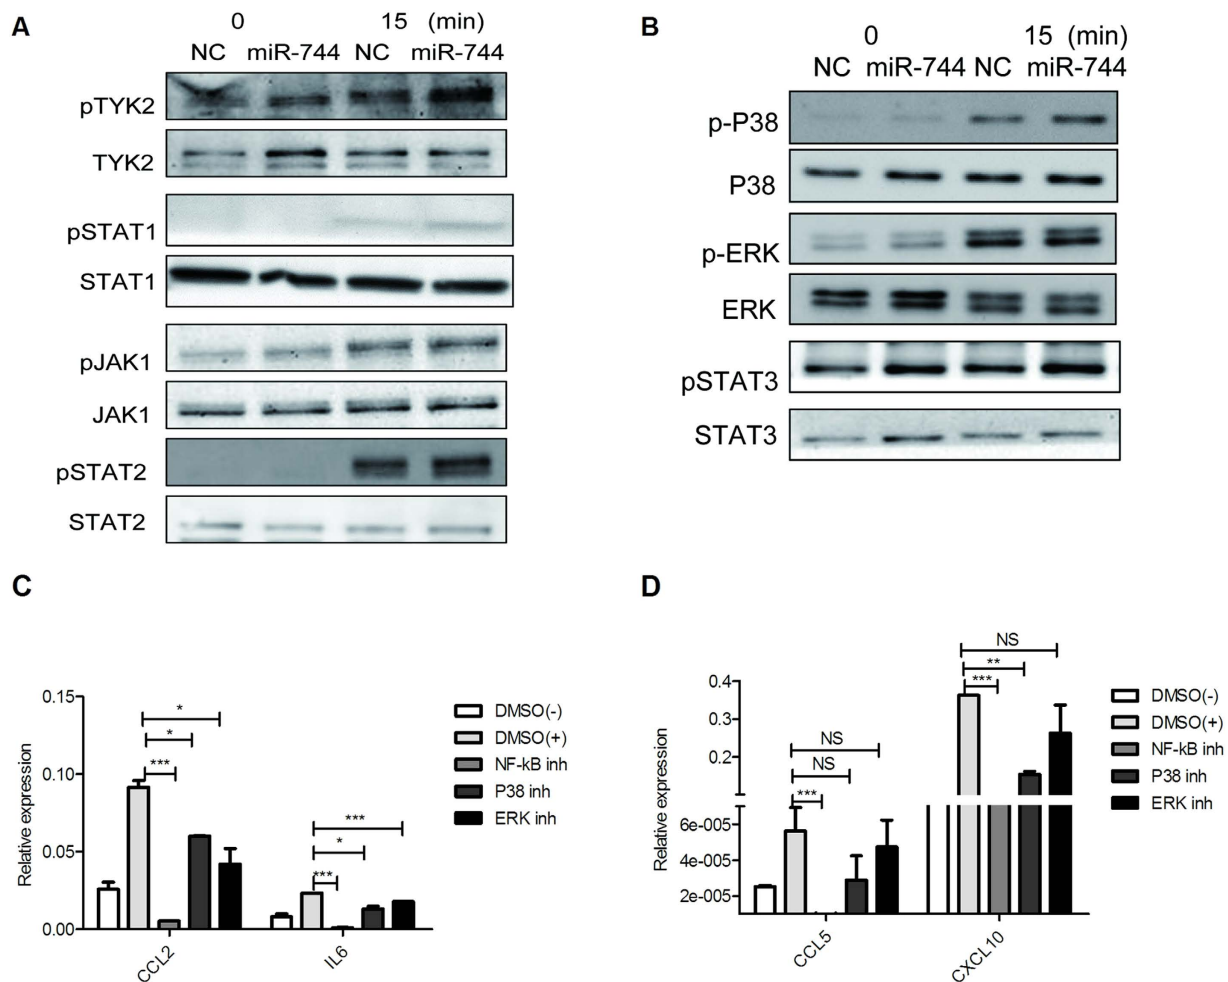 A
0 15 (min)
NC miR-744 NC miR-744
pTYK2
TYK2
pSTAT1
STAT1
pJAK1
JAK1
pSTAT2
STAT2
B
0 15 (min)
NC miR-744 NC miR-744
p-P38
P38
p-ERK
ERK
pSTAT3
STAT3
C
Relative expression
0.15
0.10
0.05
0.00
*
*
***
***
*
***
CCL2
IL6
DMSO(-)
DMSO(+)
NF-kB inh
P38 inh
ERK inh
D
Relative expression
0.4
0.3
0.2
6e-005
4e-005
2e-005
NS
NS
***
NS
**
***
CCL5
CXCL10
DMSO(-)
DMSO(+)
NF-kB inh
P38 inh
ERK inh